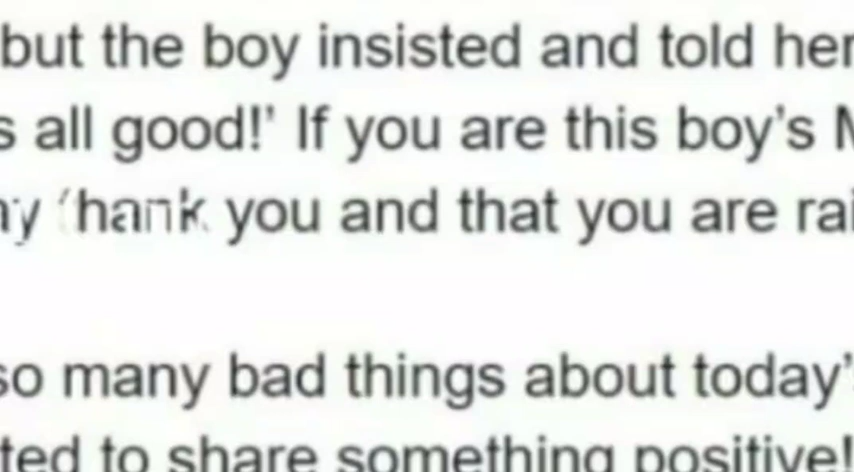 but the boy insisted and told her
s all good!' If you are this boy's M
y thank you and that you are rai
so many bad things about today'
ted to share something positive!